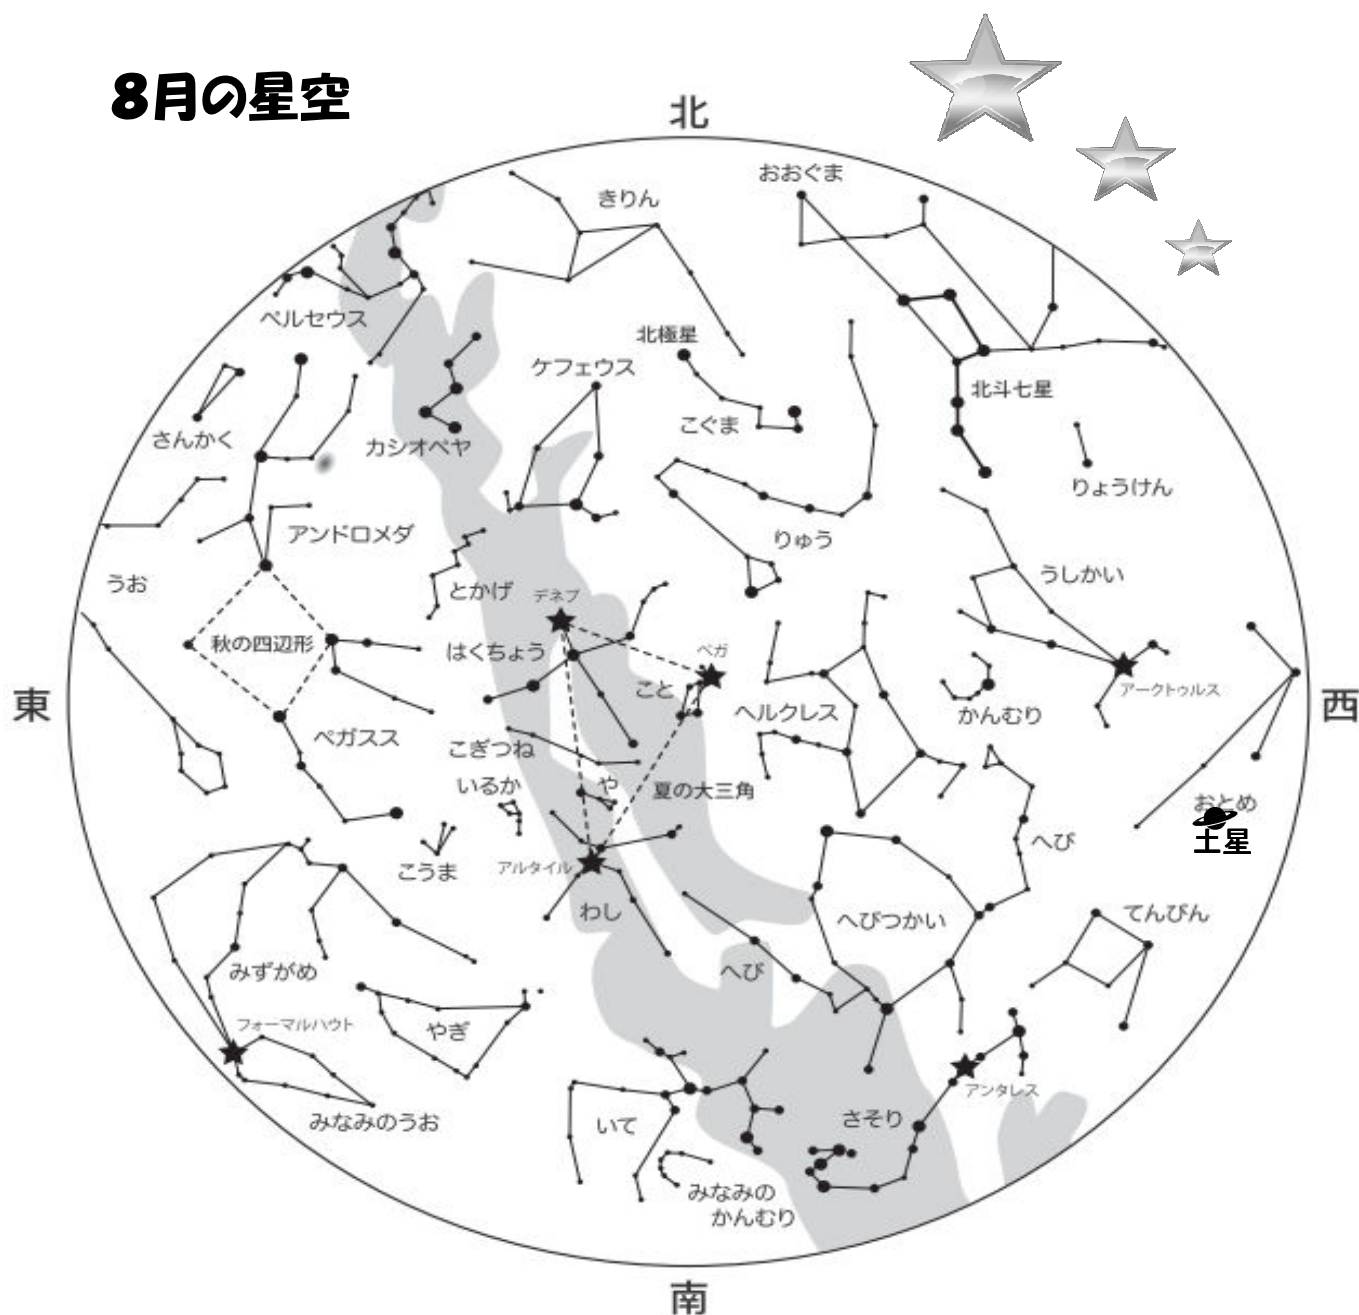 8月の星空
北
おおぐま
きりん
ペルセウス
北極星
ケフェウス
北斗七星
こぐま
さんかく
カシオペヤ
りょうけん
アンドロメダ
りゅう
うしかい
うお
とかげ
デネブ
秋の四辺形
はくちょう
ベガ
こと
アークトゥルス
東
西
かんむり
ヘルクレス
ペガスス
こぎつね
いるか
や
夏の大三角
おとめ
土星
へび
こうま
アルタイル
わし
へびつかい
てんびん
みずがめ
へび
フォーマルハウト
やぎ
アンタレス
みなみのうお
いて
さそり
みなみの
かんむり
南